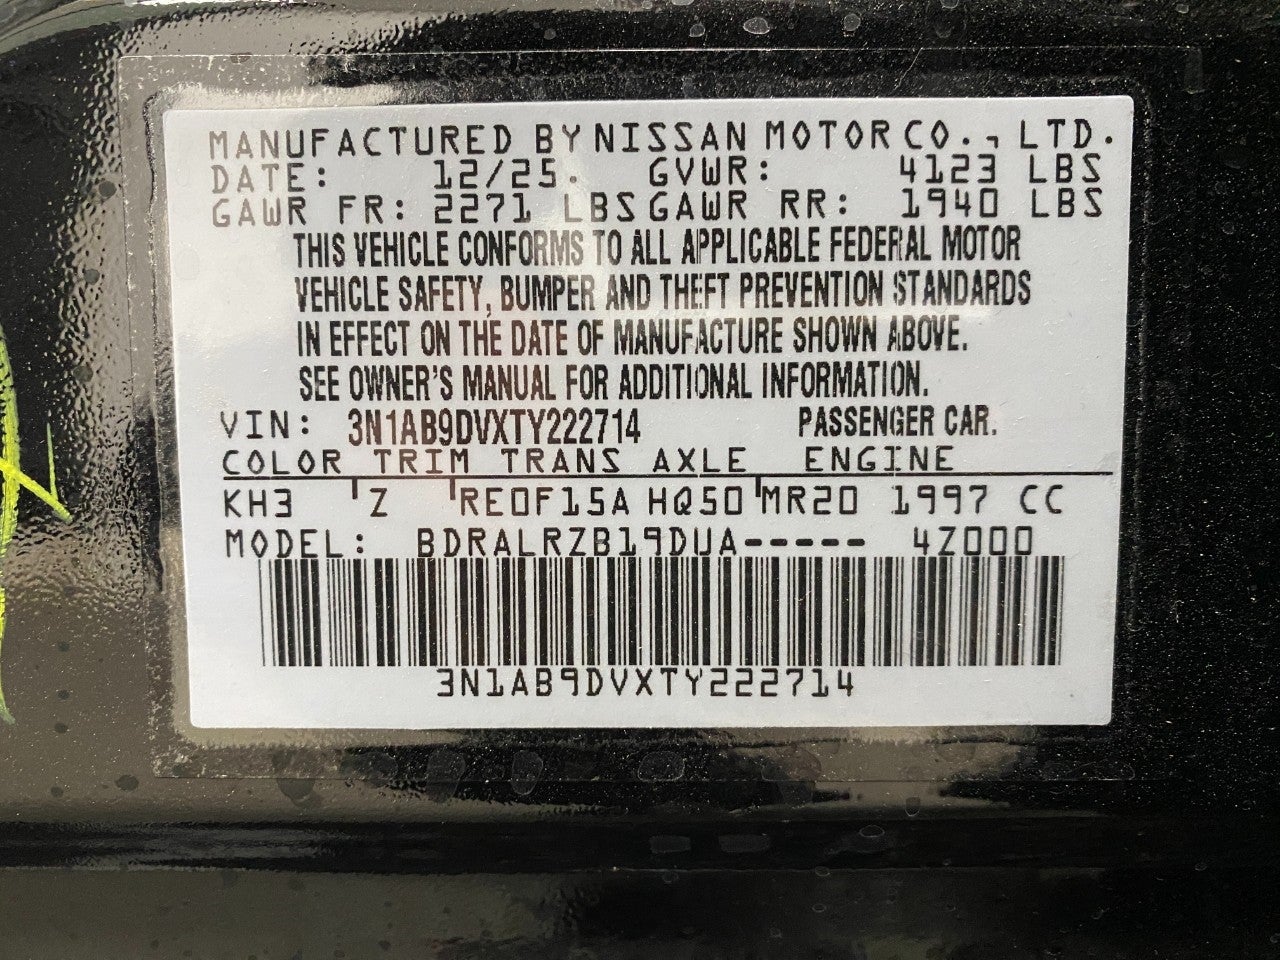 MANUFACTURED BY NISSAN MOTOR CO., LTD.
DATE: 12/25. GVWR: 4123 LBS
GAWR FR: 2271 LBS GAWR RR: 1940 LBS
THIS VEHICLE CONFORMS TO ALL APPLICABLE FEDERAL MOTOR
VEHICLE SAFETY, BUMPER AND THEFT PREVENTION STANDARDS
IN EFFECT ON THE DATE OF MANUFACTURE SHOWN ABOVE.
SEE OWNER'S MANUAL FOR ADDITIONAL INFORMATION.
VIN: 3N1AB9DVXTY222714 PASSENGER CAR.
COLOR TRIM TRANS AXLE ENGINE
KH3 Z RE0F15A HQ50 MR20 1997 CC
MODEL: BDRALRZB19DUA----- 4Z000
3N1AB9DVXTY222714